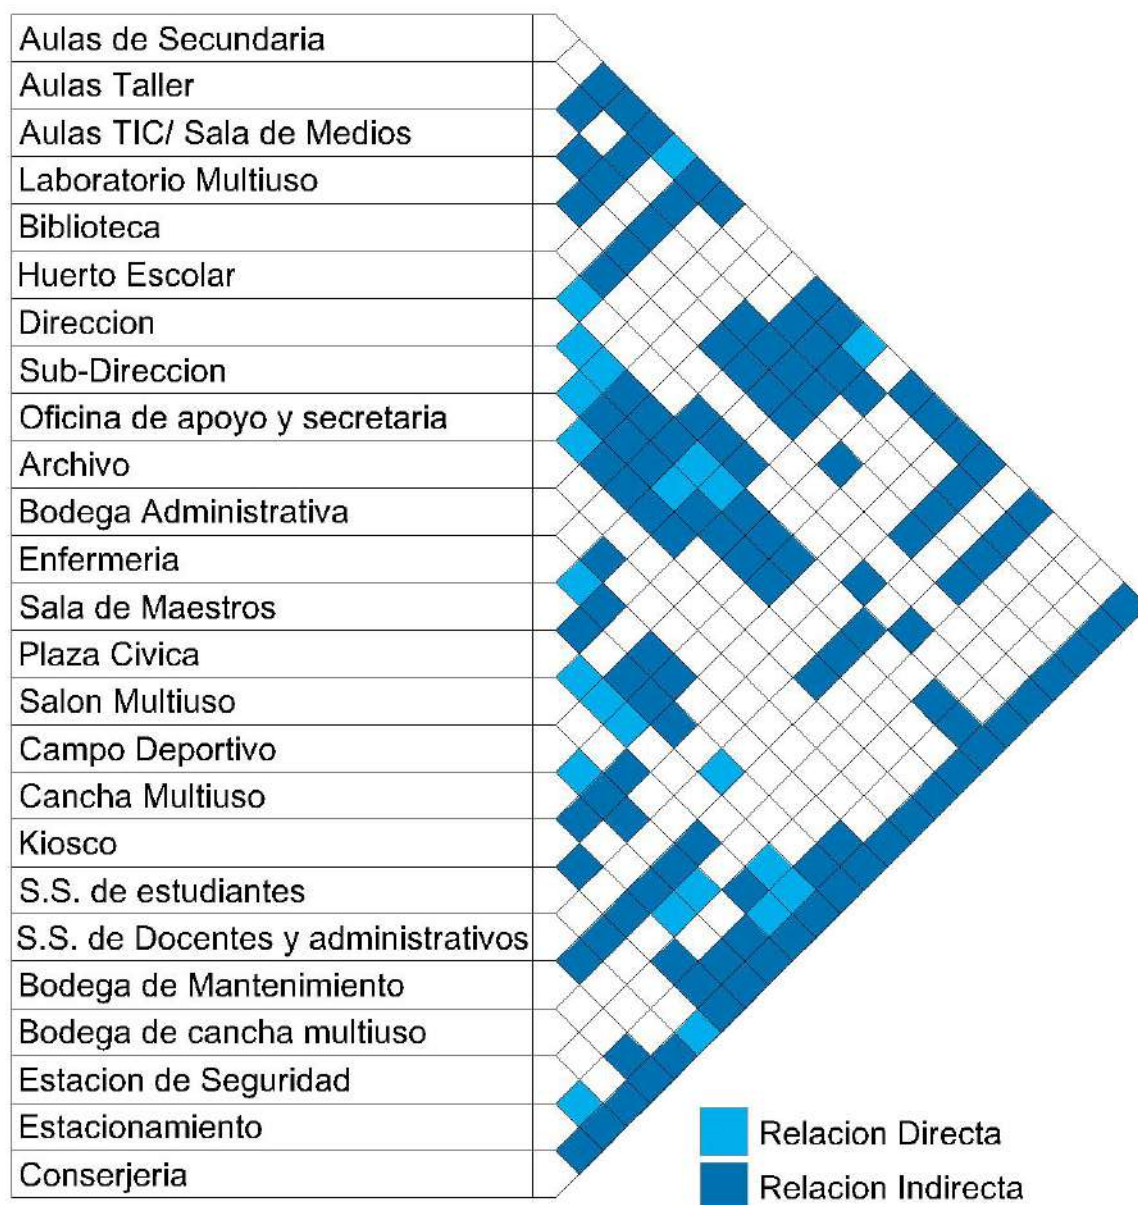 Aulas de Secundaria
Aulas Taller
Aulas TIC/ Sala de Medios
Laboratorio Multiuso
Biblioteca
Huerto Escolar
Direccion
Sub-Direccion
Oficina de apoyo y secretaria
Archivo
Bodega Administrativa
Enfermeria
Sala de Maestros
Plaza Civica
Salon Multiuso
Campo Deportivo
Cancha Multiuso
Kiosco
S.S. de estudiantes
S.S. de Docentes y administrativos
Bodega de Mantenimiento
Bodega de cancha multiuso
Estacion de Seguridad
Estacionamiento
Conserjeria
Relacion Directa
Relacion Indirecta